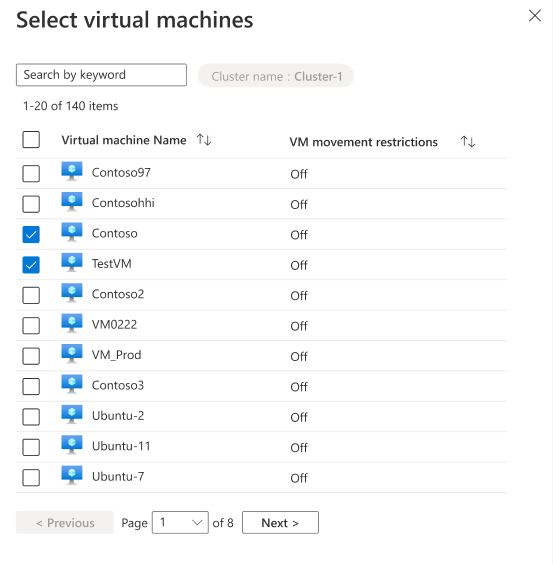 Select virtual machines
Search by keyword
Cluster name : Cluster-1
1-20 of 140 items
Virtual machine Name VM movement restrictions
Contoso97 Off
Contosohhi Off
Contoso Off
TestVM Off
Contoso2 Off
VM0222 Off
VM_Prod Off
Contoso3 Off
Ubuntu-2 Off
Ubuntu-11 Off
Ubuntu-7 Off
< Previous Page 1 of 8 Next >